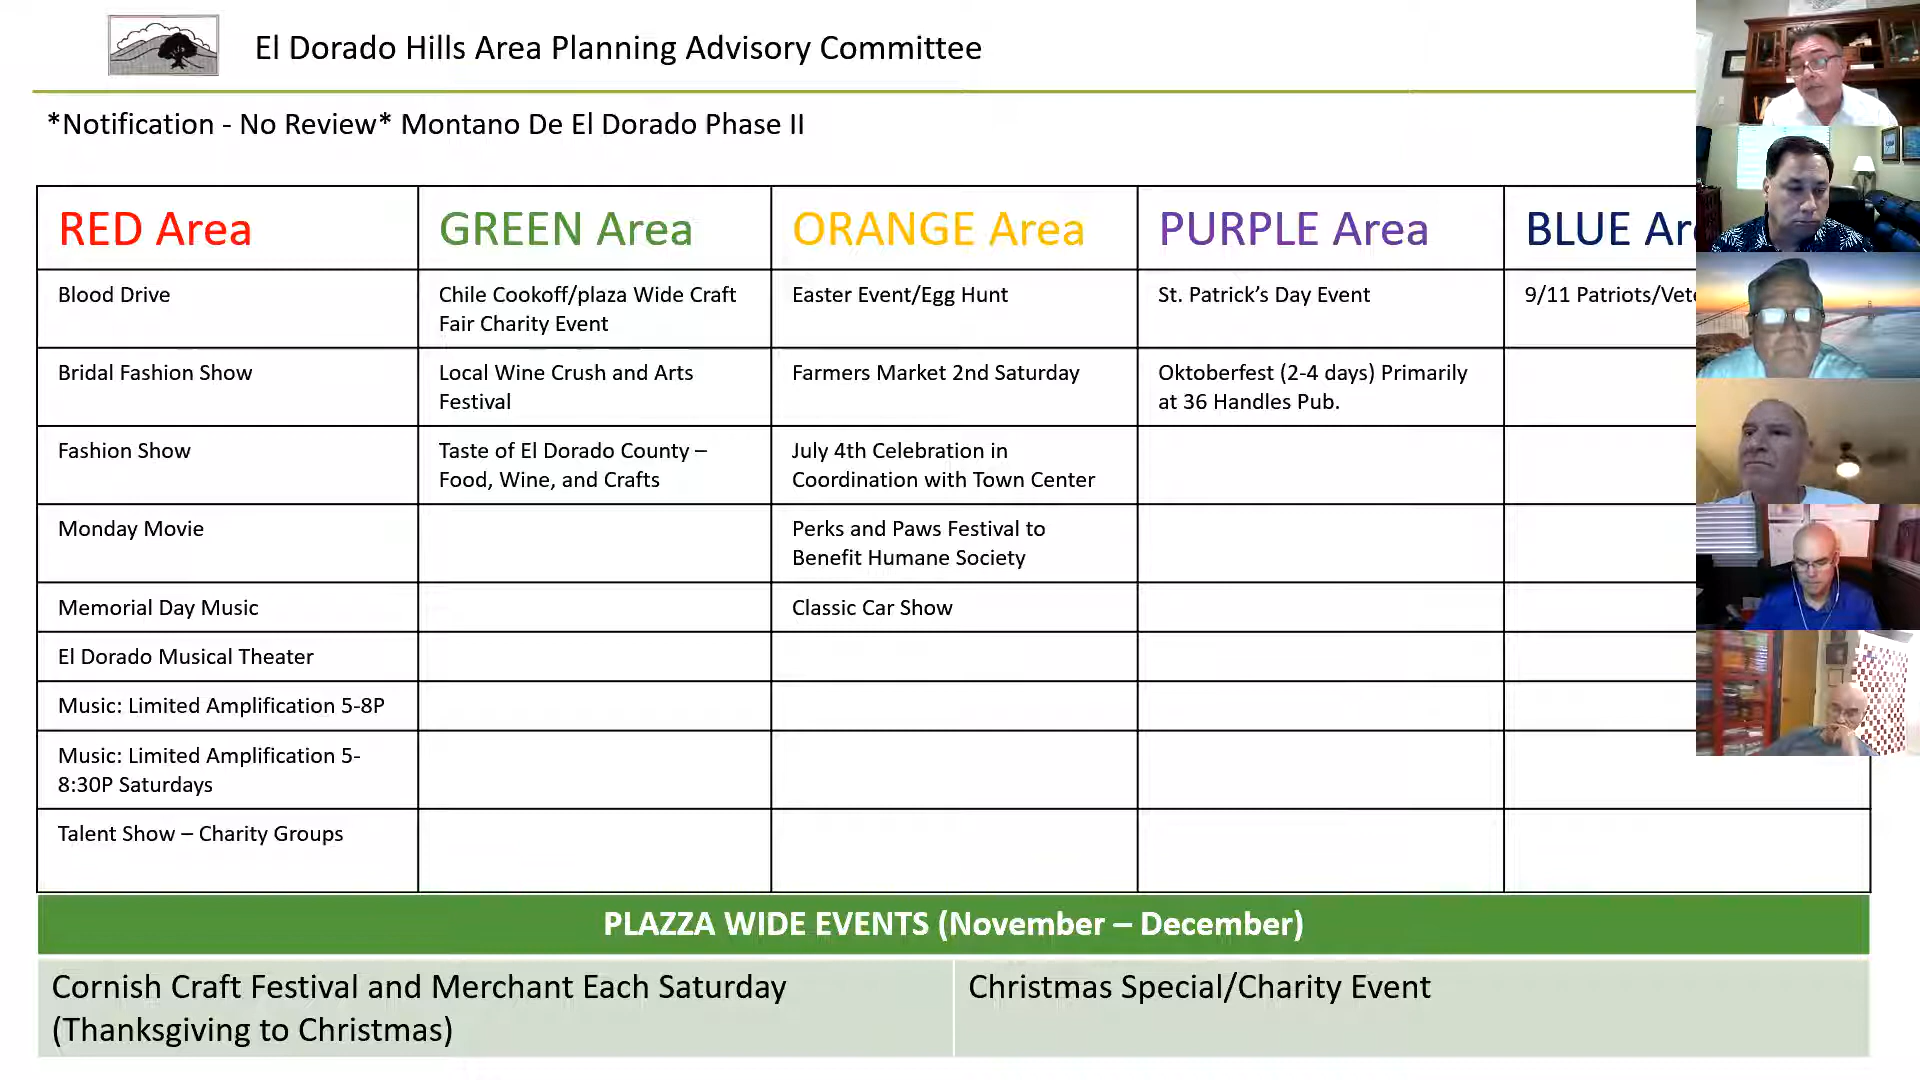 El Dorado Hills Area Planning Advisory Committee
*Notification - No Review* Montano De El Dorado Phase II
RED Area
GREEN Area
ORANGE Area
PURPLE Area
BLUE
Blood Drive
Chile Cookoff/plaza Wide Craft
Fair Charity Event
Easter Event/Egg Hunt
St. Patrick's Day Event
9/11 Patriots/
Bridal Fashion Show
Local Wine Crush and Arts
Festival
Farmers Market 2nd Saturday
Oktoberfest (2-4 days) Primarily
at 36 Handles Pub.
Fashion Show
Taste of El Dorado County –
Food, Wine, and Crafts
July 4th Celebration in
Coordination with Town Center
Monday Movie
Perks and Paws Festival to
Benefit Humane Society
Memorial Day Music
Classic Car Show
El Dorado Musical Theater
Music: Limited Amplification 5-8P
Music: Limited Amplification 5-
8:30P Saturdays
Talent Show – Charity Groups
PLAZZA WIDE EVENTS (November – December)
Cornish Craft Festival and Merchant Each Saturday
(Thanksgiving to Christmas)
Christmas Special/Charity Event